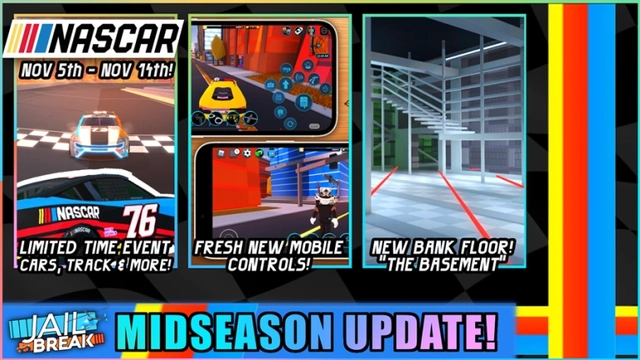 NASCAR
NOV 5th - NOV 14th!
NASCAR
76
LIMITED TIME EVENT
CARS, TRACK & MORE!
FRESH NEW MOBILE
CONTROLS!
NEW BANK FLOOR!
"THE BASEMENT"
JAIL
BREAK
MIDSEASON UPDATE!